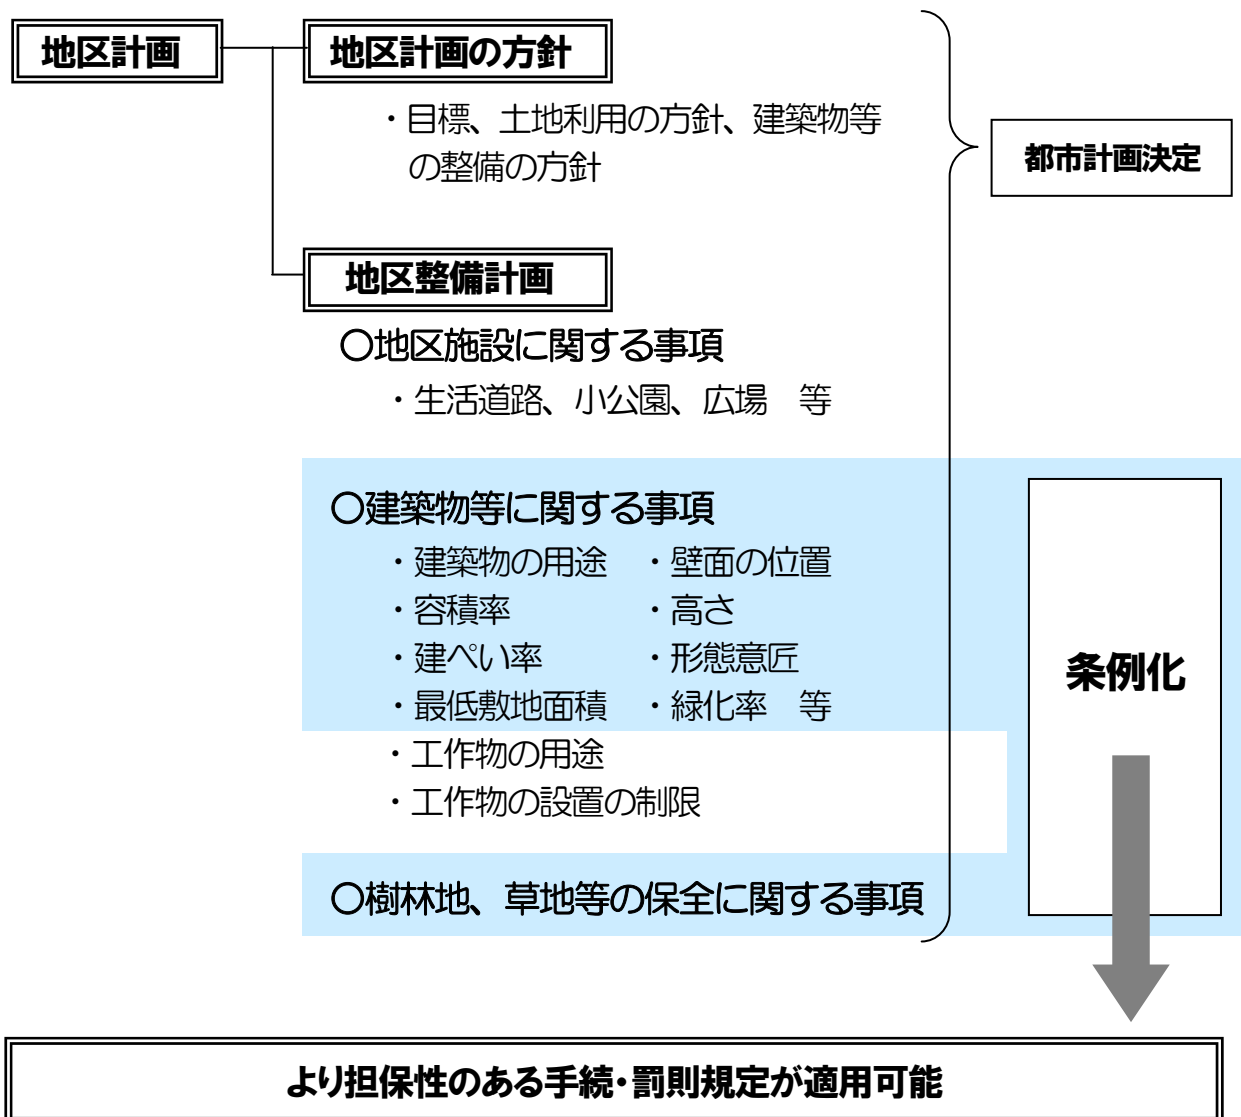 地区計画
地区計画の方針
・目標、土地利用の方針、建築物等
の整備の方針
都市計画決定
地区整備計画
〇地区施設に関する事項
・生活道路、小公園、広場　等
〇建築物等に関する事項
・建築物の用途　・壁面の位置
・容積率　・高さ
・建ぺい率　・形態意匠
・最低敷地面積　・緑化率　等
・工作物の用途
・工作物の設置の制限
条例化
〇樹林地、草地等の保全に関する事項
より担保性のある手続・罰則規定が適用可能